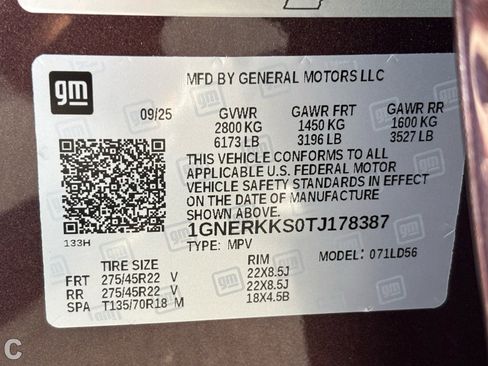 gm
MFD BY GENERAL MOTORS LLC
09/25 GVWR GAWR FRT GAWR RR
2800 KG 1450 KG 1600 KG
6173 LB 3196 LB 3527 LB
THIS VEHICLE CONFORMS TO ALL
APPLICABLE U.S. FEDERAL MOTOR
VEHICLE SAFETY STANDARDS IN EFFECT
ON THE DATE OF MANUFACTURE
SHOWN ABOVE.
133H 1GNERKKS0TJ178387
TYPE: MPV MODEL: 071LD56
TIRE SIZE RIM
FRT 275/45R22 V 22X8.5J
RR 275/45R22 V 22X8.5J
SPA T135/70R18 M 18X4.5B
C